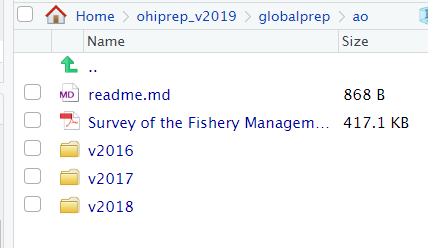 Home ohiprep_v2019 globalprep ao
Name Size
..
MD readme.md 868 B
Survey of the Fishery Managem... 417.1 KB
v2016
v2017
v2018